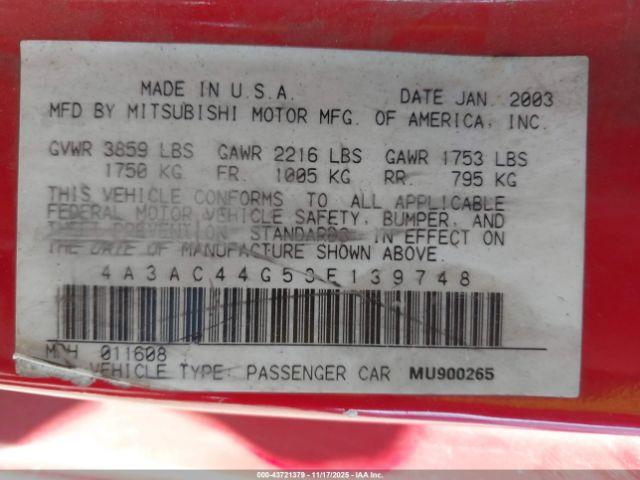 MADE IN U.S.A. DATE JAN. 2003
MFD BY MITSUBISHI MOTOR MFG. OF AMERICA, INC.
GVWR 3859 LBS GAWR 2216 LBS GAWR 1753 LBS
1750 KG FR. 1005 KG RR. 795 KG
THIS VEHICLE CONFORMS TO ALL APPLICABLE
FEDERAL MOTOR VEHICLE SAFETY, BUMPER, AND
THEFT PREVENTION STANDARDS IN EFFECT ON
THE DATE OF MANUFACTURE SHOWN ABOVE.
4A3AC44G53E139748
011608
VEHICLE TYPE: PASSENGER CAR MU900265
000-43721379 | 11/17/2025 - IAA Inc.